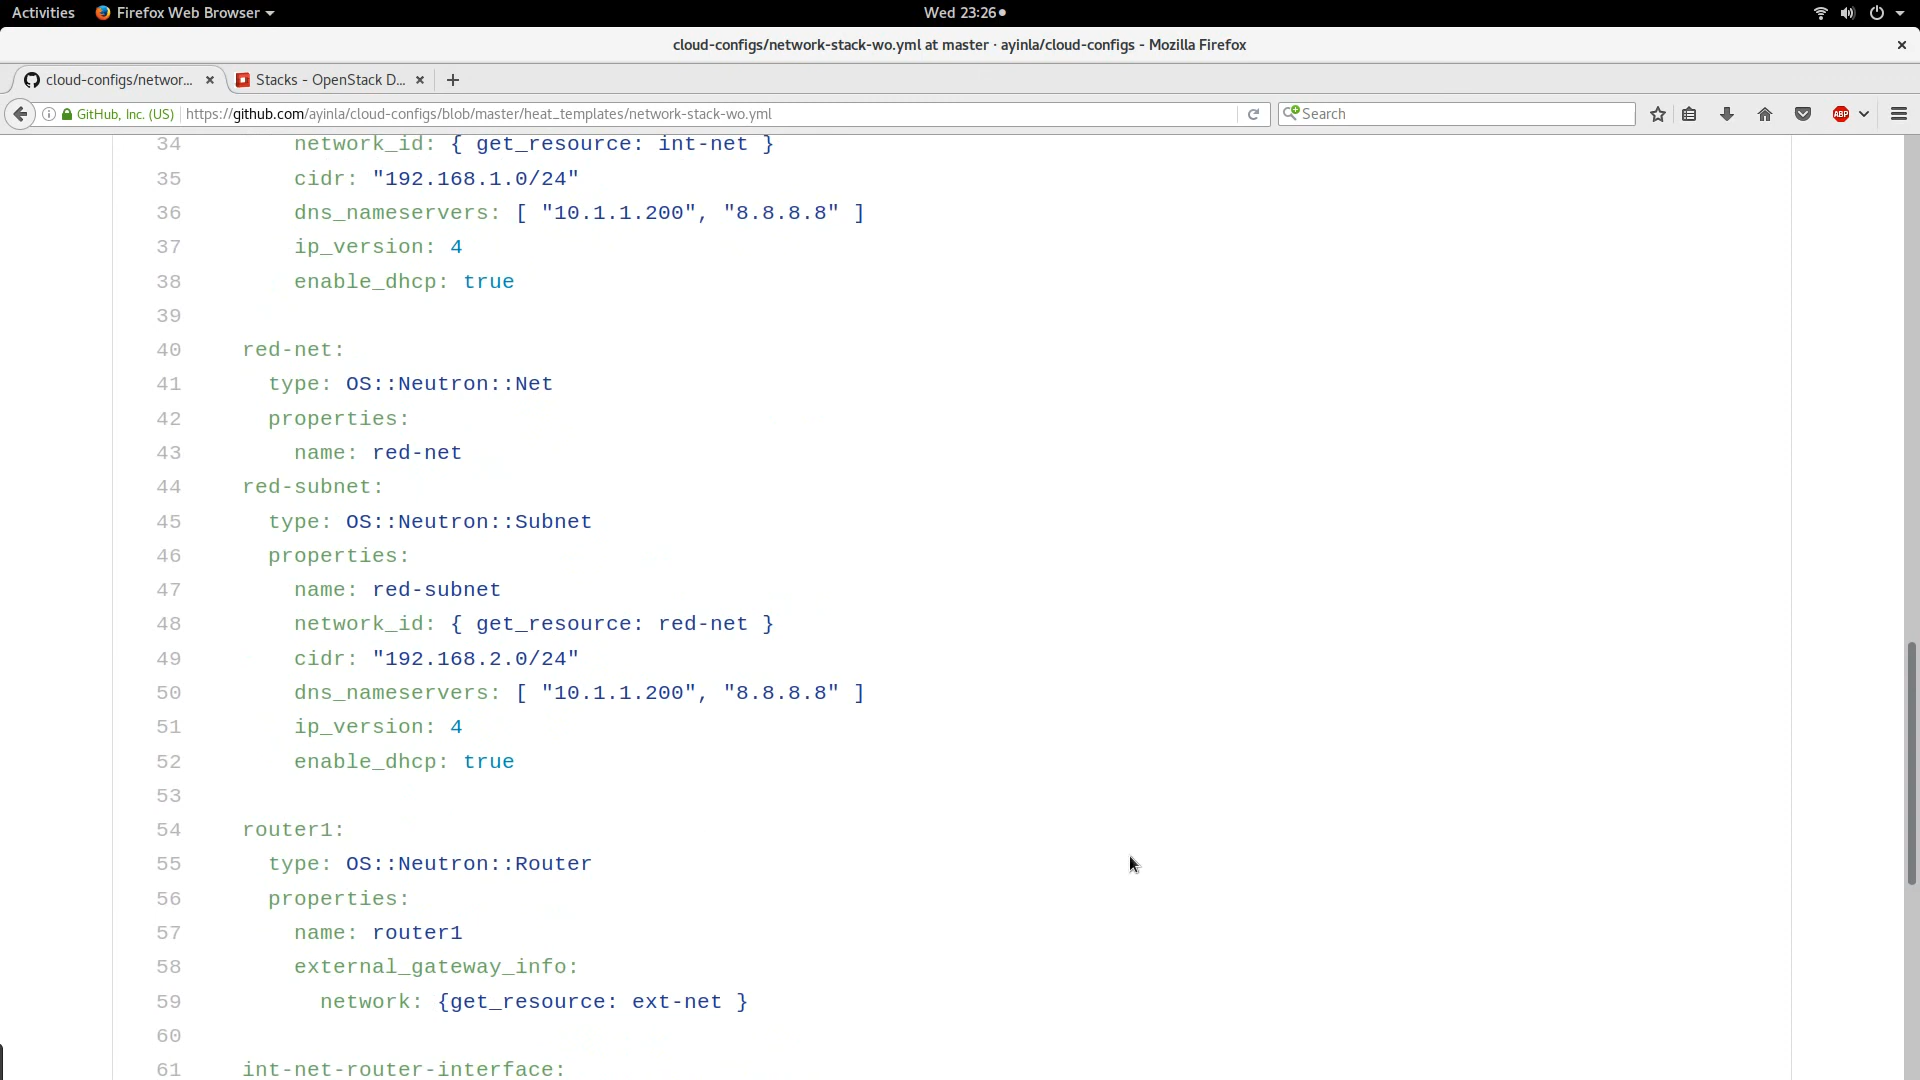 Activities Firefox Web Browser Wed 23:26
cloud-configs/network-stack-wo.yml at master · ayinla/cloud-configs - Mozilla Firefox
cloud-configs/networ... Stacks - OpenStack D...
GitHub, Inc. (US) https://github.com/ayinla/cloud-configs/blob/master/heat_templates/network-stack-wo.yml Search ABP
34 network_id: { get_resource: int-net }
35 cidr: "192.168.1.0/24"
36 dns_nameservers: [ "10.1.1.200", "8.8.8.8" ]
37 ip_version: 4
38 enable_dhcp: true
39
40 red-net:
41 type: OS::Neutron::Net
42 properties:
43 name: red-net
44 red-subnet:
45 type: OS::Neutron::Subnet
46 properties:
47 name: red-subnet
48 network_id: { get_resource: red-net }
49 cidr: "192.168.2.0/24"
50 dns_nameservers: [ "10.1.1.200", "8.8.8.8" ]
51 ip_version: 4
52 enable_dhcp: true
53
54 router1:
55 type: OS::Neutron::Router
56 properties:
57 name: router1
58 external_gateway_info:
59 network: {get_resource: ext-net }
60
61 int-net-router-interface: